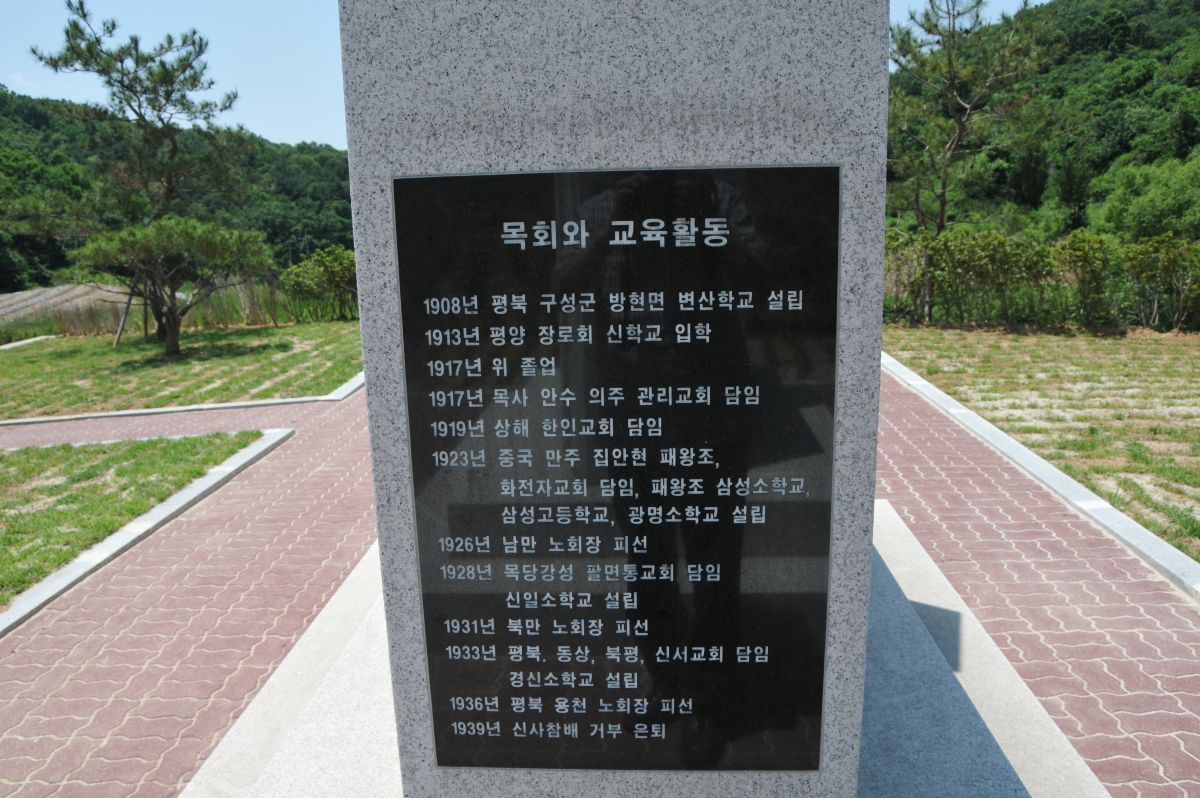 목회와 교육활동
1908년 평북 구성군 방현면 변산학교 설립
1913년 평양 장로회 신학교 입학
1917년 위 졸업
1917년 목사 안수 의주 관리교회 담임
1919년 상해 한인교회 담임
1923년 중국 만주 집안현 패왕조,
화전자교회 담임, 패왕조 삼성소학교,
삼성고등학교, 광명소학교 설립
1926년 남만 노회장 피선
1928년 목당강성 팔면통교회 담임
신일소학교 설립
1931년 북만 노회장 피선
1933년 평북, 동상, 북평, 신서교회 담임
경신소학교 설립
1936년 평북 용천 노회장 피선
1939년 신사참배 거부 은퇴